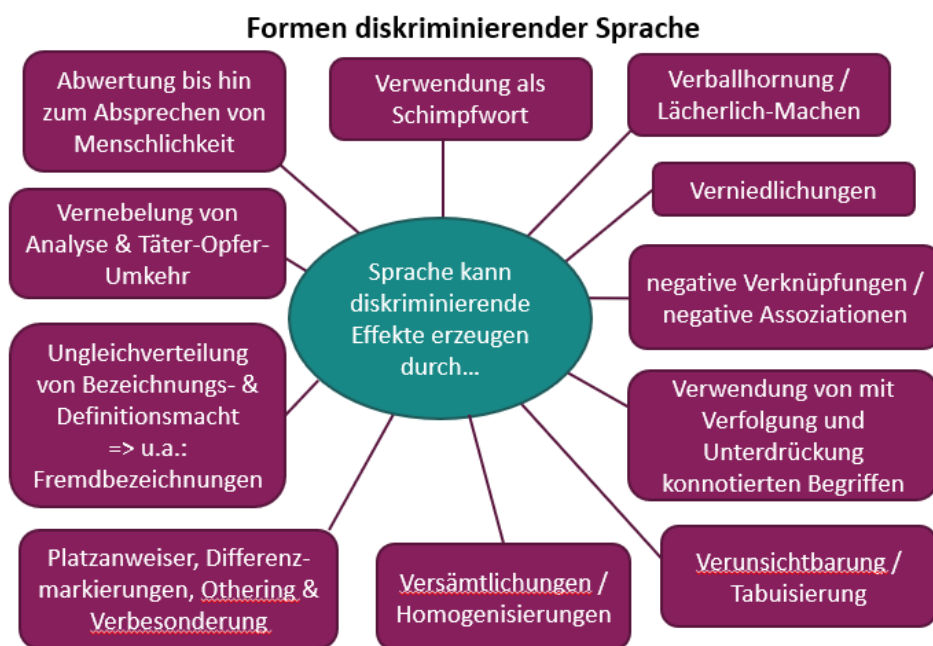 Formen diskriminierender Sprache
Abwertung bis hin
zum Absprechen von
Menschlichkeit
Verwendung als
Schimpfwort
Verballhornung /
Lächerlich-Machen
Verniedlichungen
Vernebelung von
Analyse & Täter-Opfer-
Umkehr
Sprache kann
diskriminierende
Effekte erzeugen
durch...
negative Verknüpfungen /
negative Assoziationen
Ungleichverteilung
von Bezeichnungs- &
Definitionsmacht
=> u.a.:
Fremdbezeichnungen
Verwendung von mit
Verfolgung und
Unterdrückung
konnotierten Begriffen
Platzanweiser, Differenz-
markierungen, Othering &
Verbesonderung
Versämtlichungen /
Homogenisierungen
Verunsichtbarung /
Tabuisierung